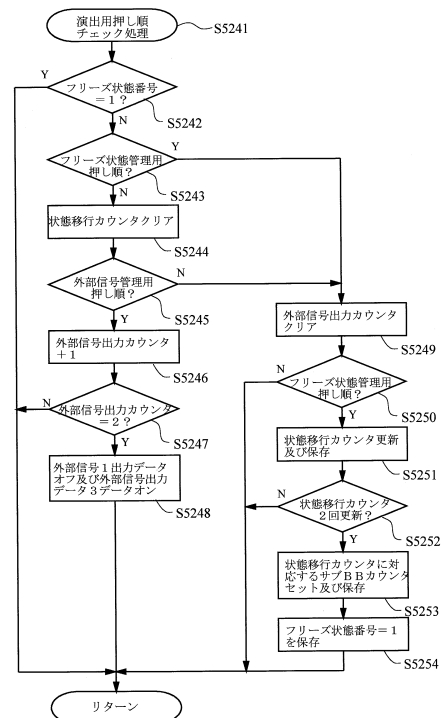 演出用押し順
チェック処理
S5241
Y
フリーズ状態番号
=1?
S5242
N
フリーズ状態管理用
押し順?
Y
S5243
N
状態移行カウンタクリア
S5244
外部信号管理用
押し順?
N
S5245
Y
外部信号出力カウンタ
+1
S5246
N
外部信号出力カウンタ
=2?
S5247
Y
外部信号1出力データ
オフ及び外部信号出力
データ3データオン
S5248
外部信号出力カウンタ
クリア
S5249
N
フリーズ状態管理用
押し順?
S5250
Y
状態移行カウンタ更新
及び保存
S5251
N
状態移行カウンタ
2回更新?
S5252
Y
状態移行カウンタに対
応するサブBBカウンタ
セット及び保存
S5253
フリーズ状態番号=1
を保存
S5254
リターン